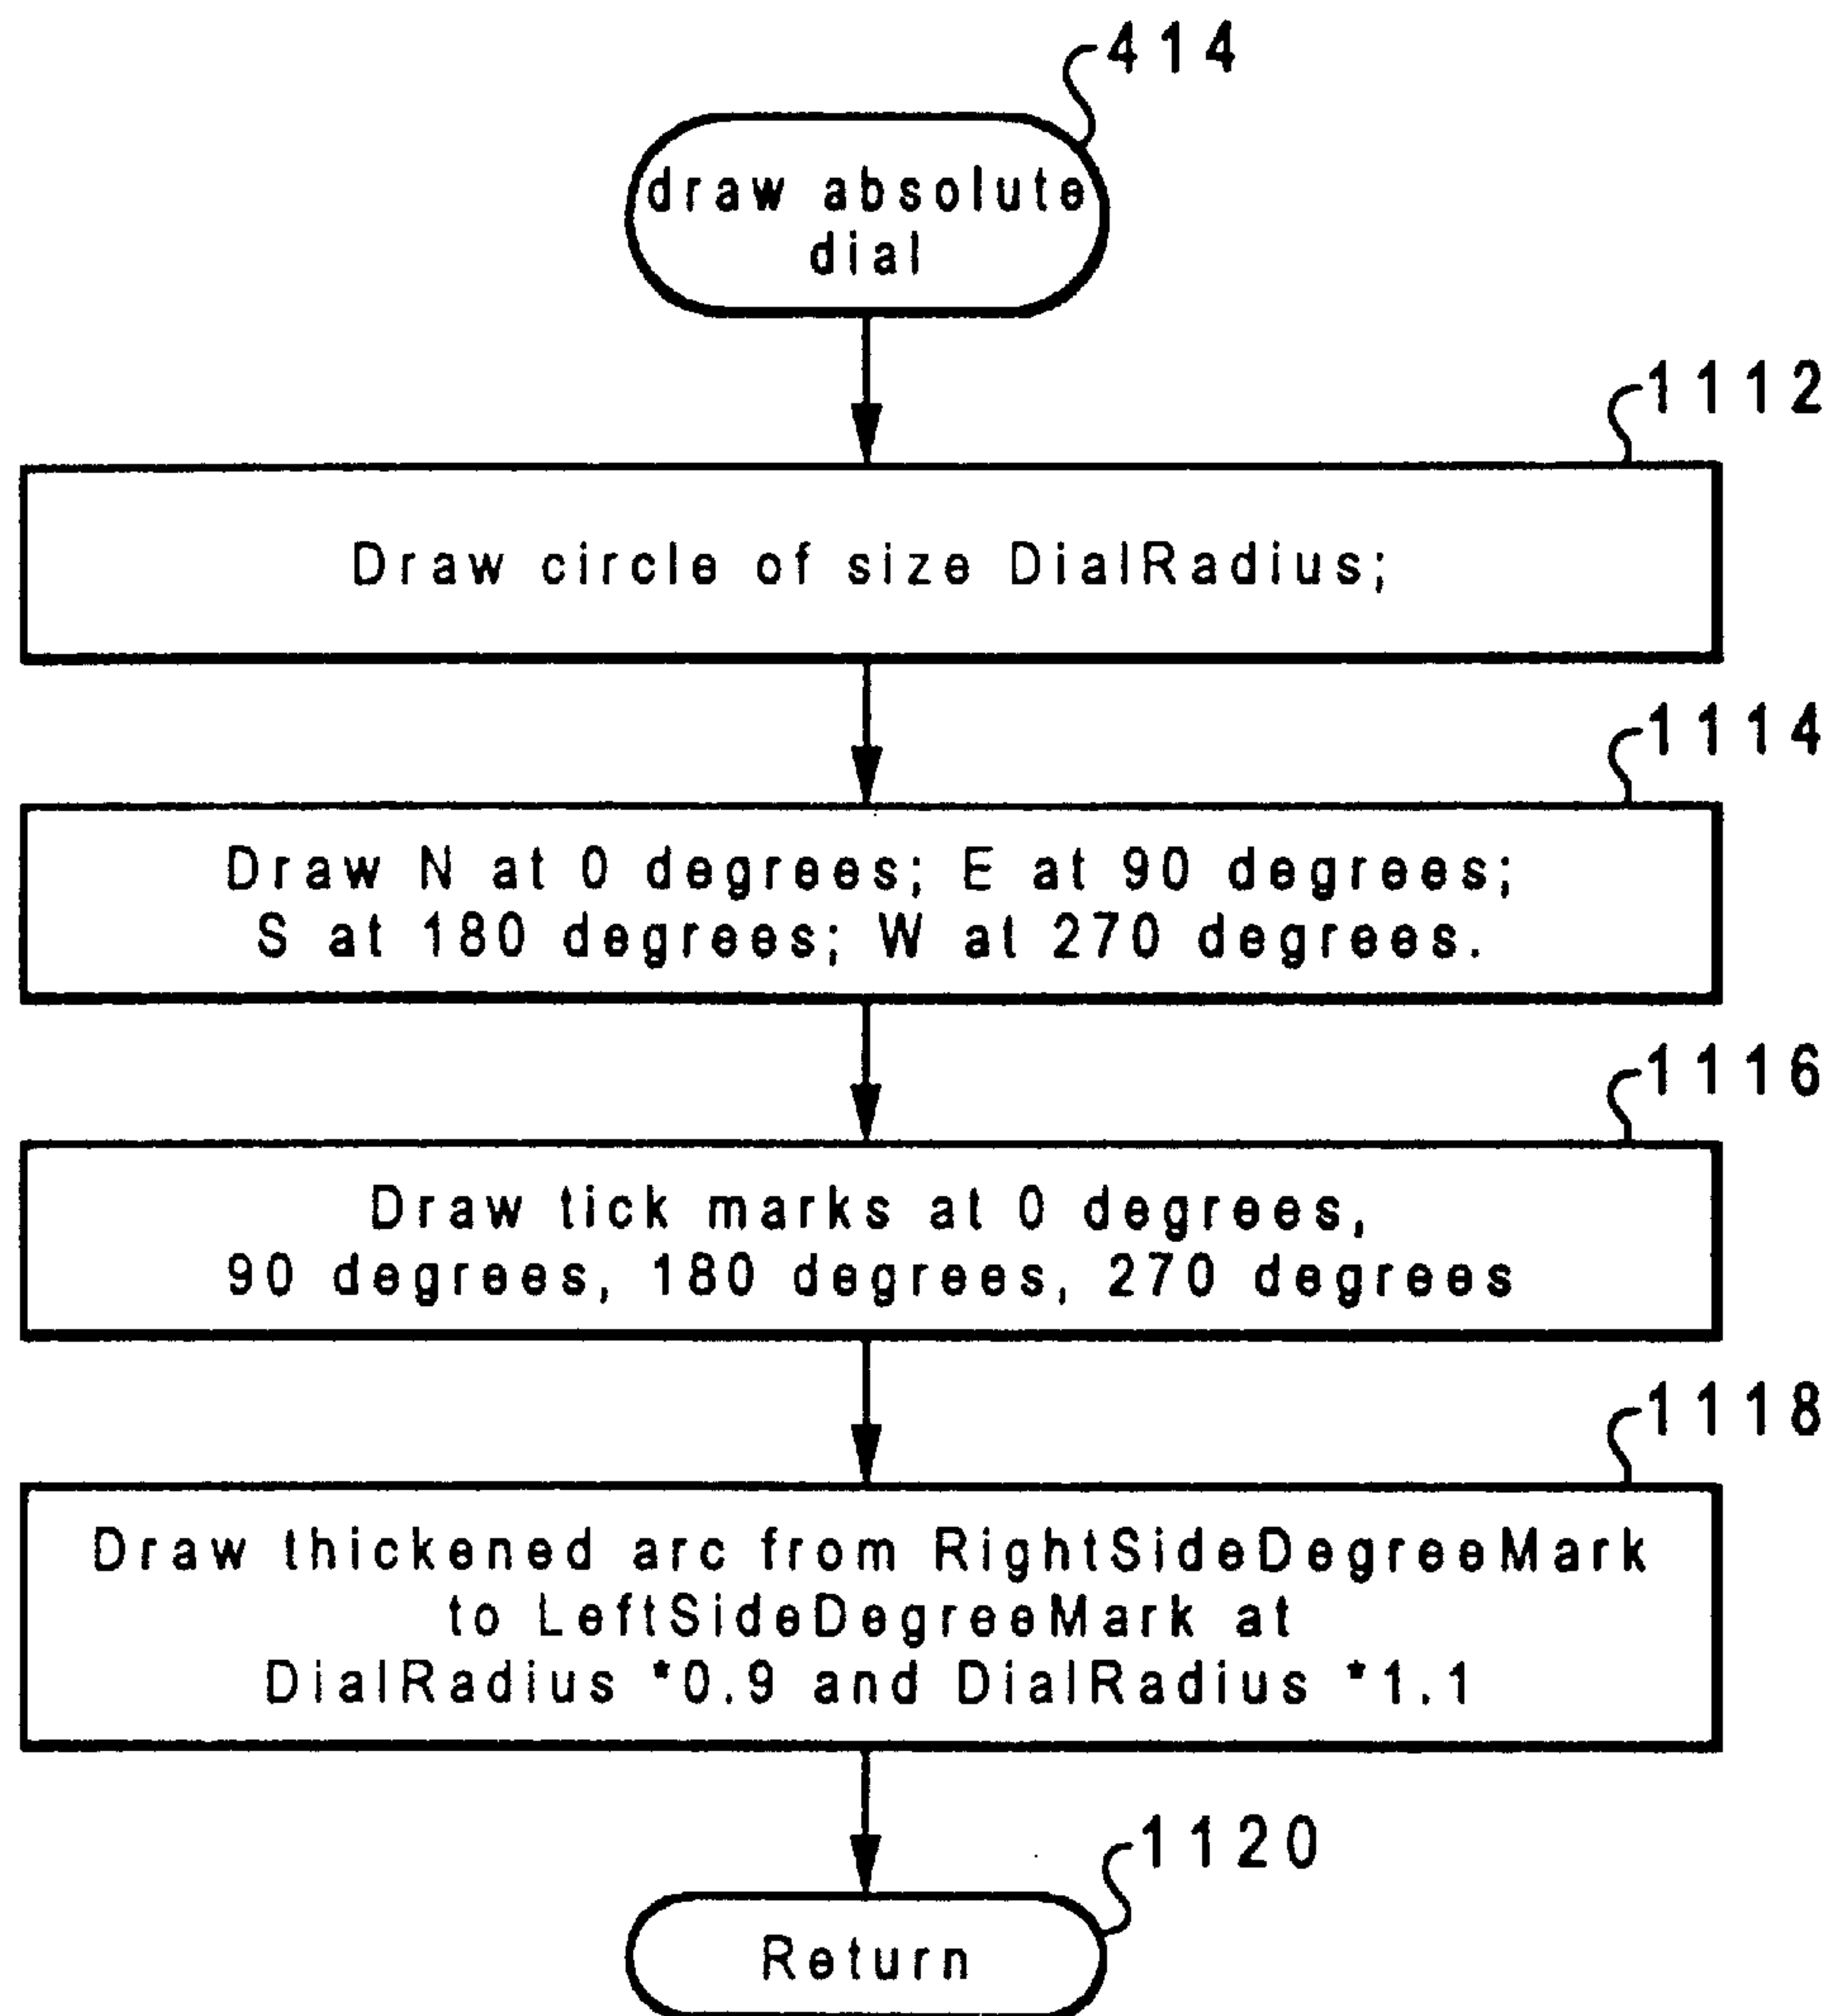 414
draw absolute
dial
1112
Draw circle of size DialRadius;
1114
Draw N at 0 degrees; E at 90 degrees;
S at 180 degrees; W at 270 degrees.
1116
Draw tick marks at 0 degrees,
90 degrees, 180 degrees, 270 degrees
1118
Draw thickened arc from RightSideDegreeMark
to LeftSideDegreeMark at
DialRadius *0.9 and DialRadius *1.1
1120
Return